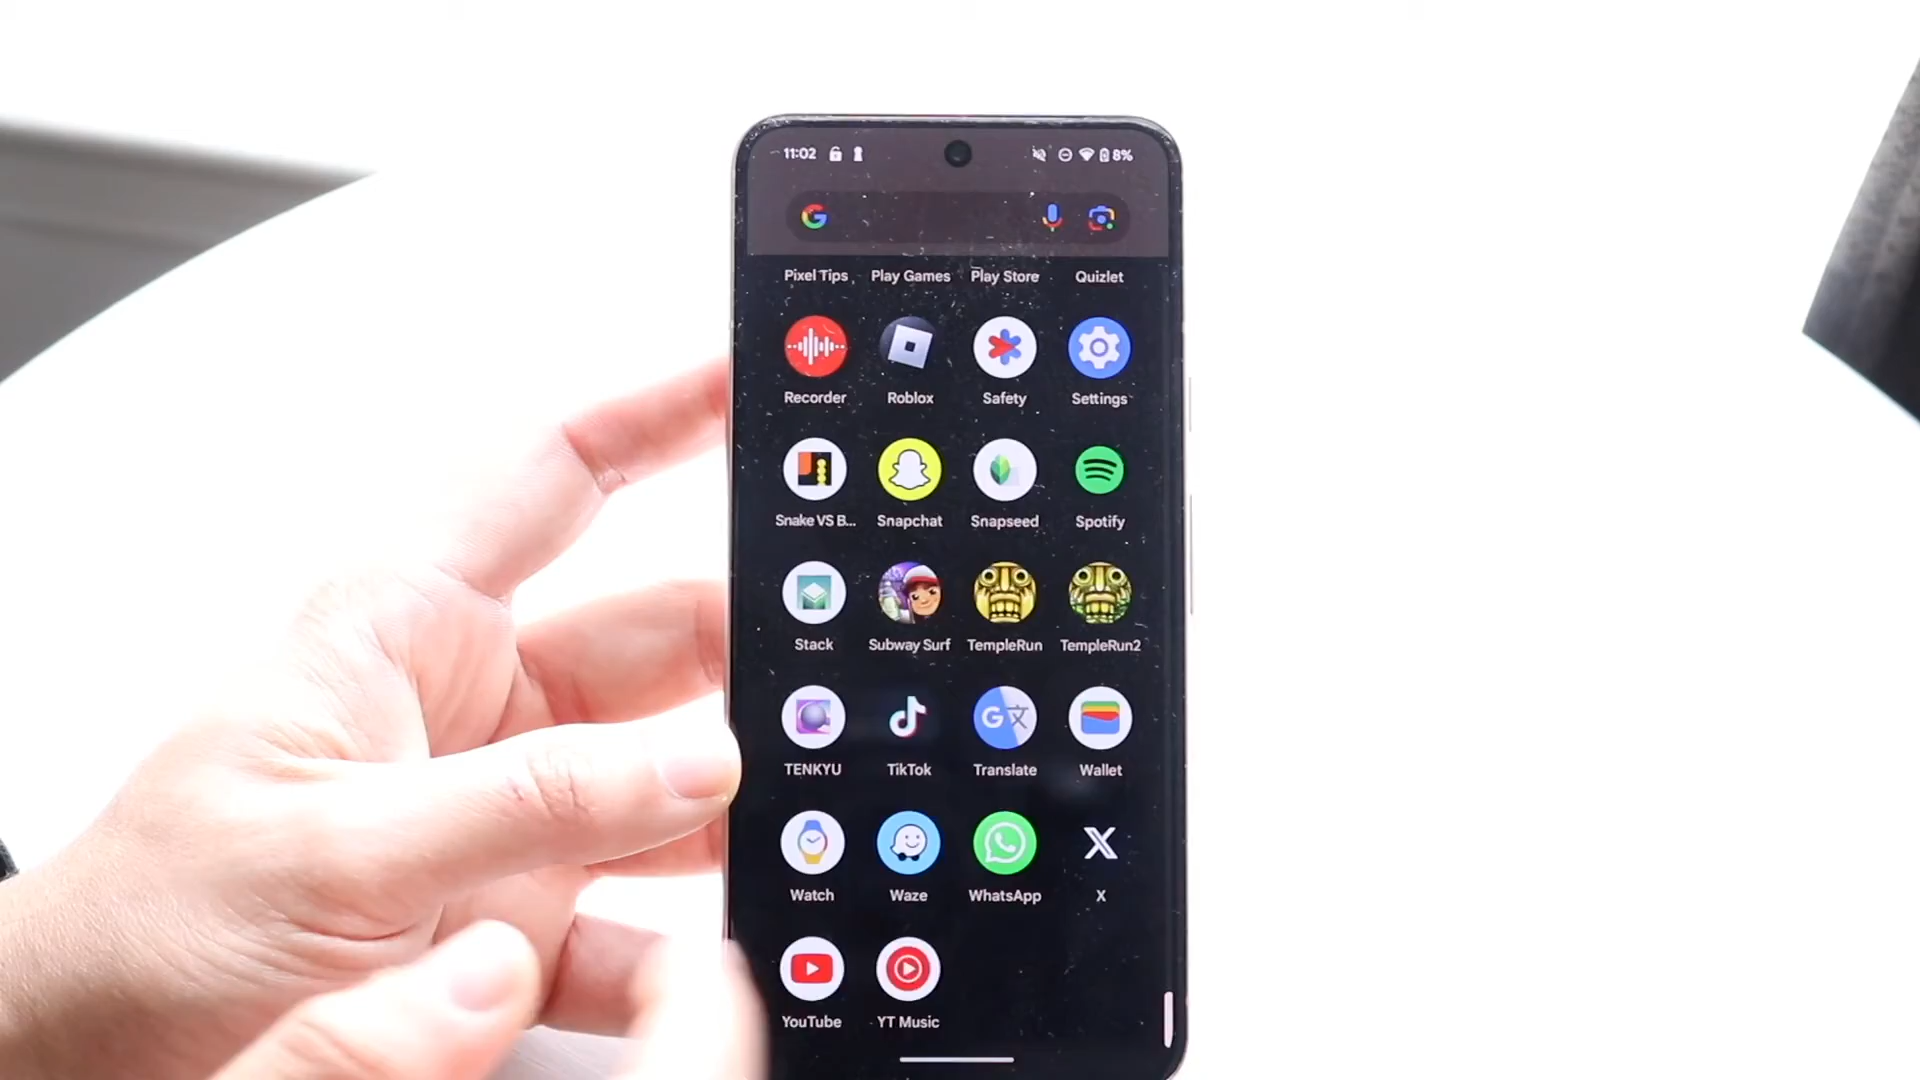 11:02 8%
Pixel Tips Play Games Play Store Quizlet
Recorder Roblox Safety Settings
Snake VS B... Snapchat Snapseed Spotify
Stack Subway Surf TempleRun TempleRun2
TENKYU TikTok Translate Wallet
Watch Waze WhatsApp X
YouTube YT Music